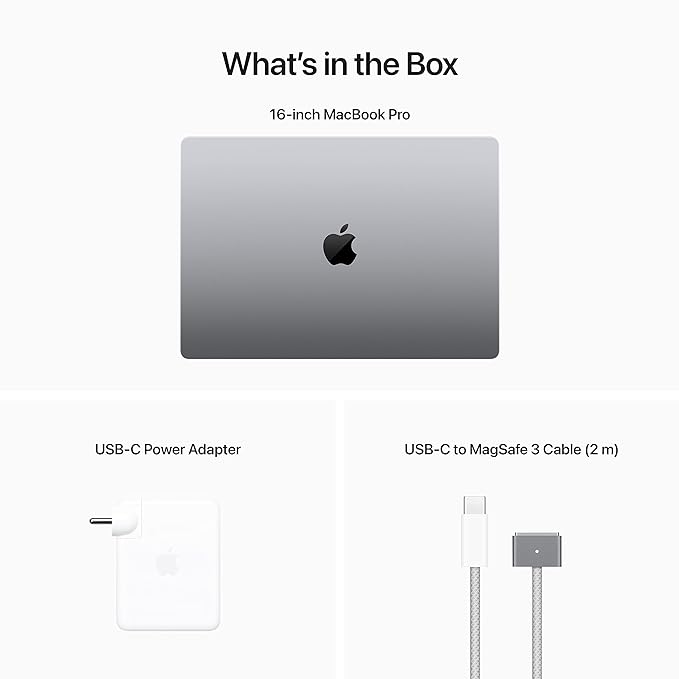 What's in the Box
16-inch MacBook Pro
USB-C Power Adapter
USB-C to MagSafe 3 Cable (2 m)